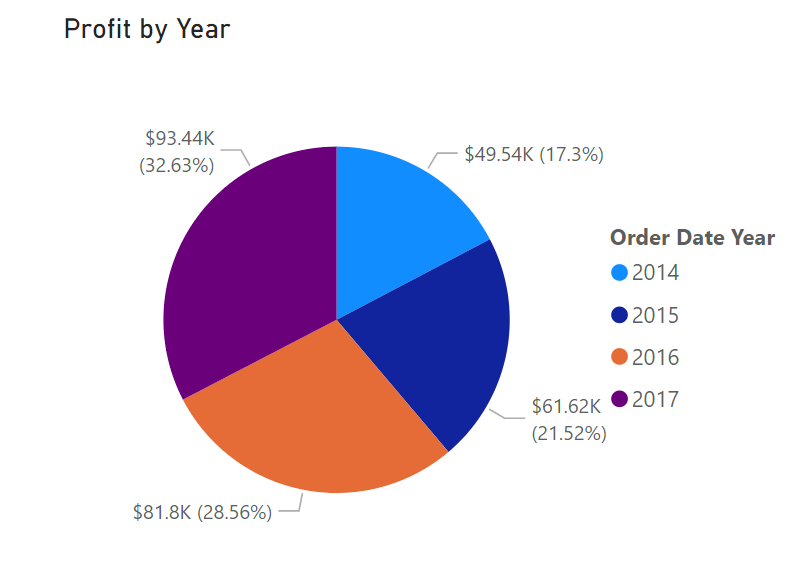 Profit by Year
$93.44K
(32.63%)
$49.54K (17.3%)
Order Date Year
2014
2015
2016
2017
$61.62K
(21.52%)
$81.8K (28.56%)